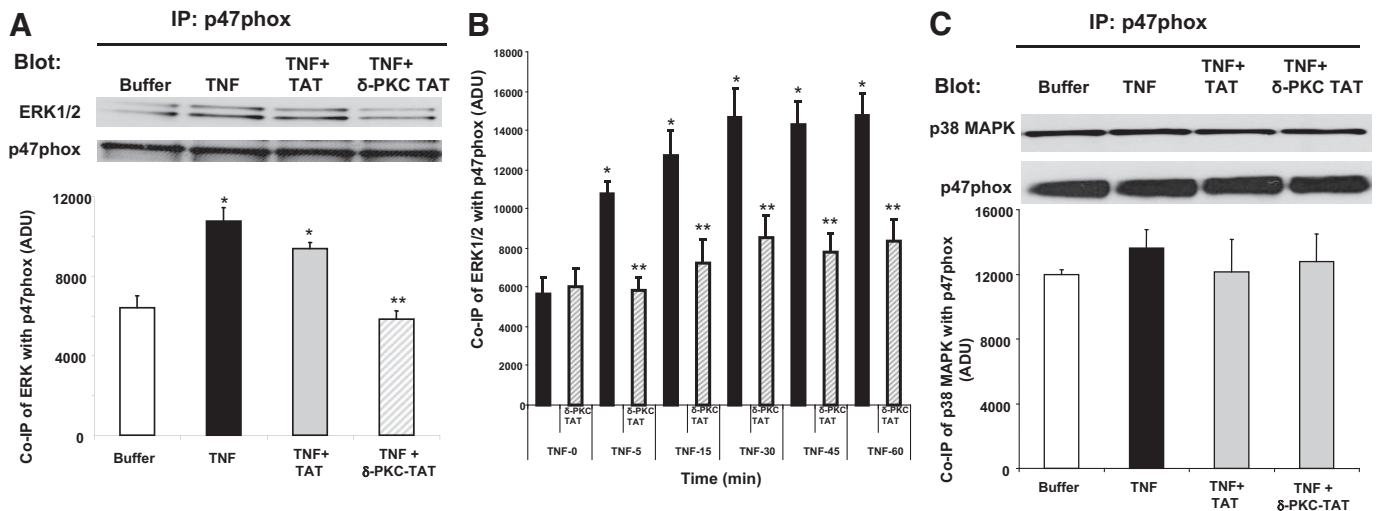 A
IP: p47phox
Blot:
Buffer
TNF
TNF+
TAT
TNF+
δ-PKC TAT
ERK1/2
p47phox
Co-IP of ERK with p47phox (ADU)
12000
8000
4000
0
*
*
**
Buffer
TNF
TNF+
TAT
TNF +
δ-PKC-TAT
B
Co-IP of ERK1/2 with p47phox (ADU)
18000
16000
14000
12000
10000
8000
6000
4000
2000
0
*
**
*
**
*
**
*
**
*
**
δ-PKC
TAT
δ-PKC
TAT
δ-PKC
TAT
δ-PKC
TAT
δ-PKC
TAT
δ-PKC
TAT
TNF-0
TNF-5
TNF-15
TNF-30
TNF-45
TNF-60
Time (min)
C
IP: p47phox
Blot:
Buffer
TNF
TNF+
TAT
TNF+
δ-PKC TAT
p38 MAPK
p47phox
Co-IP of p38 MAPK with p47phox
(ADU)
16000
12000
8000
4000
0
Buffer
TNF
TNF+
TAT
TNF +
δ-PKC-TAT